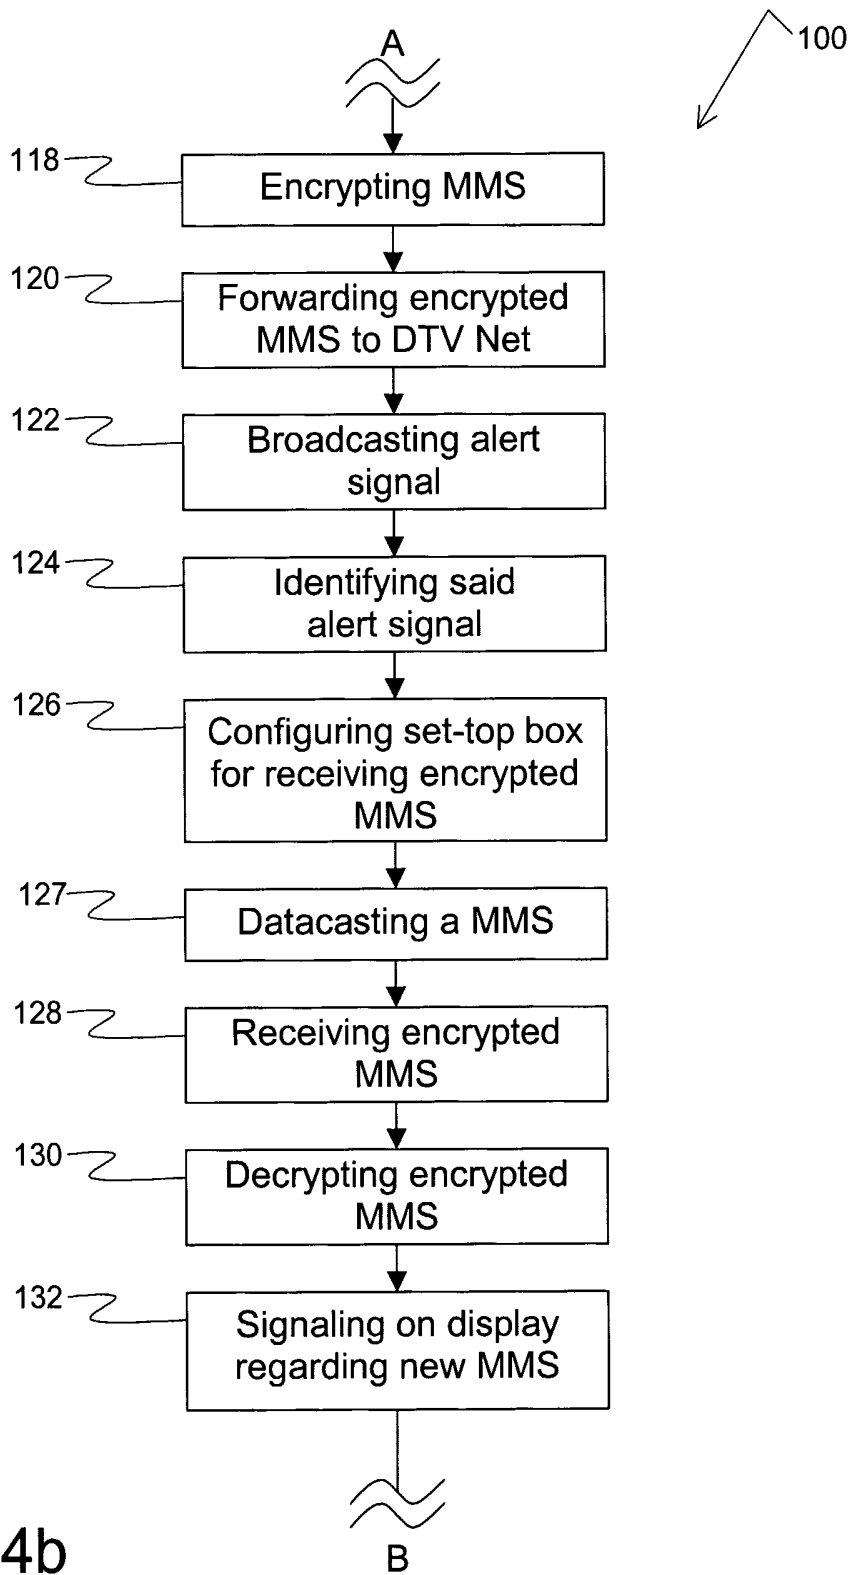 A
100
118
Encrypting MMS
120
Forwarding encrypted
MMS to DTV Net
122
Broadcasting alert
signal
124
Identifying said
alert signal
126
Configuring set-top box
for receiving encrypted
MMS
127
Datacasting a MMS
128
Receiving encrypted
MMS
130
Decrypting encrypted
MMS
132
Signaling on display
regarding new MMS
B
4b